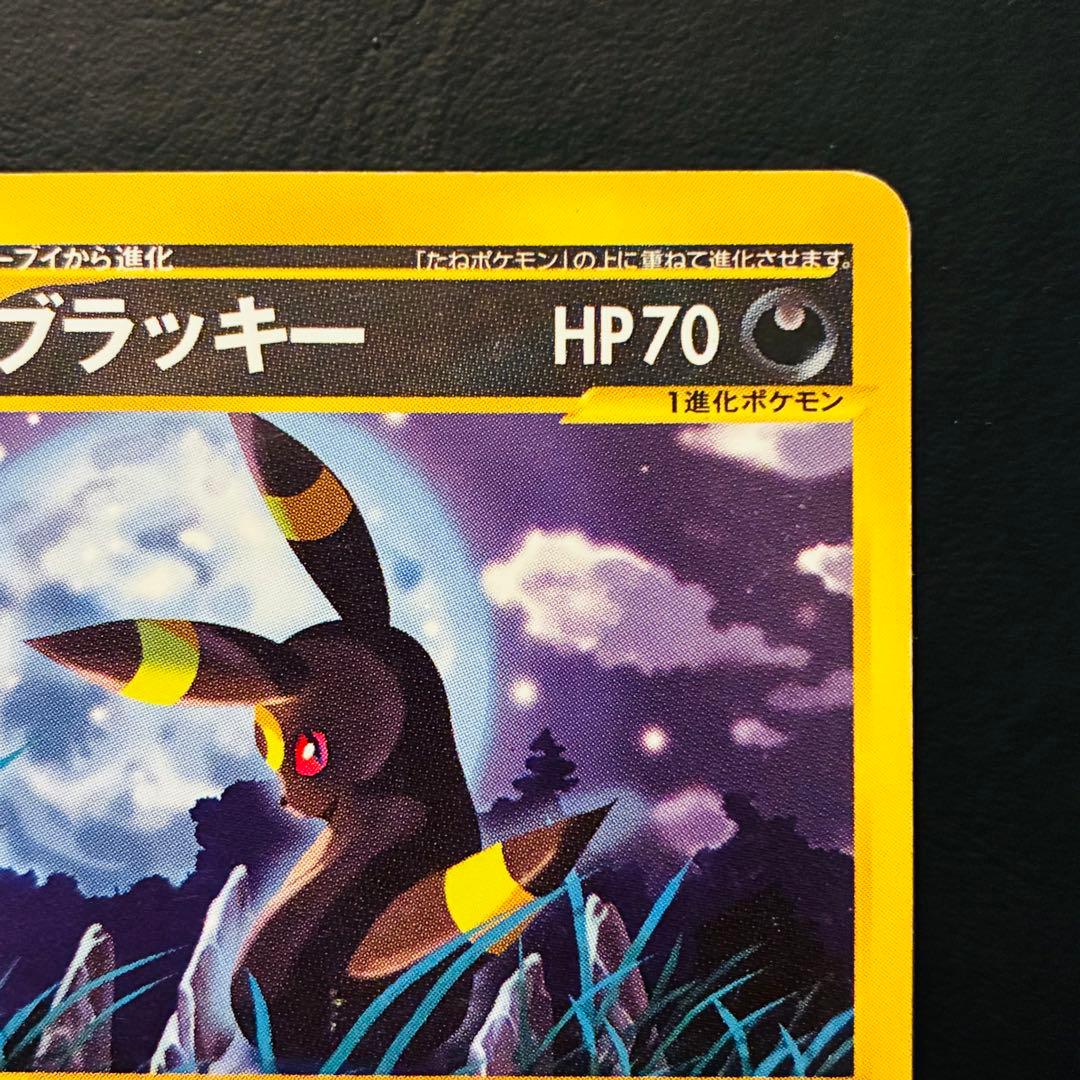 ーブイから進化
「たねポケモン」の上に重ねて進化させます。
ブラッキー HP70
1進化ポケモン